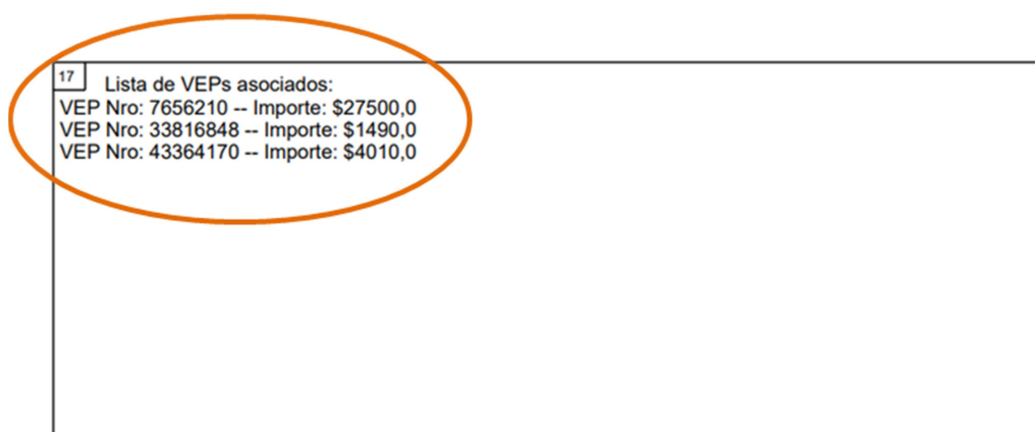 17
Lista de VEPs asociados:
VEP Nro: 7656210 -- Importe: $27500,0
VEP Nro: 33816848 -- Importe: $1490,0
VEP Nro: 43364170 -- Importe: $4010,0